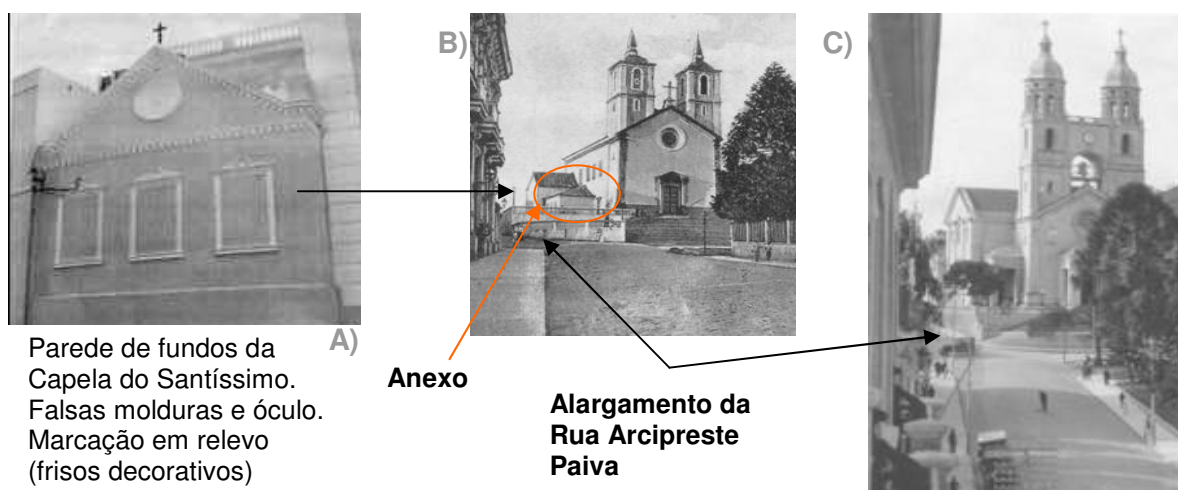 B)
C)
A)
Parede de fundos da
Capela do Santíssimo.
Falsas molduras e óculo.
Marcação em relevo
(frisos decorativos)
Anexo
Alargamento da
Rua Arcipreste
Paiva